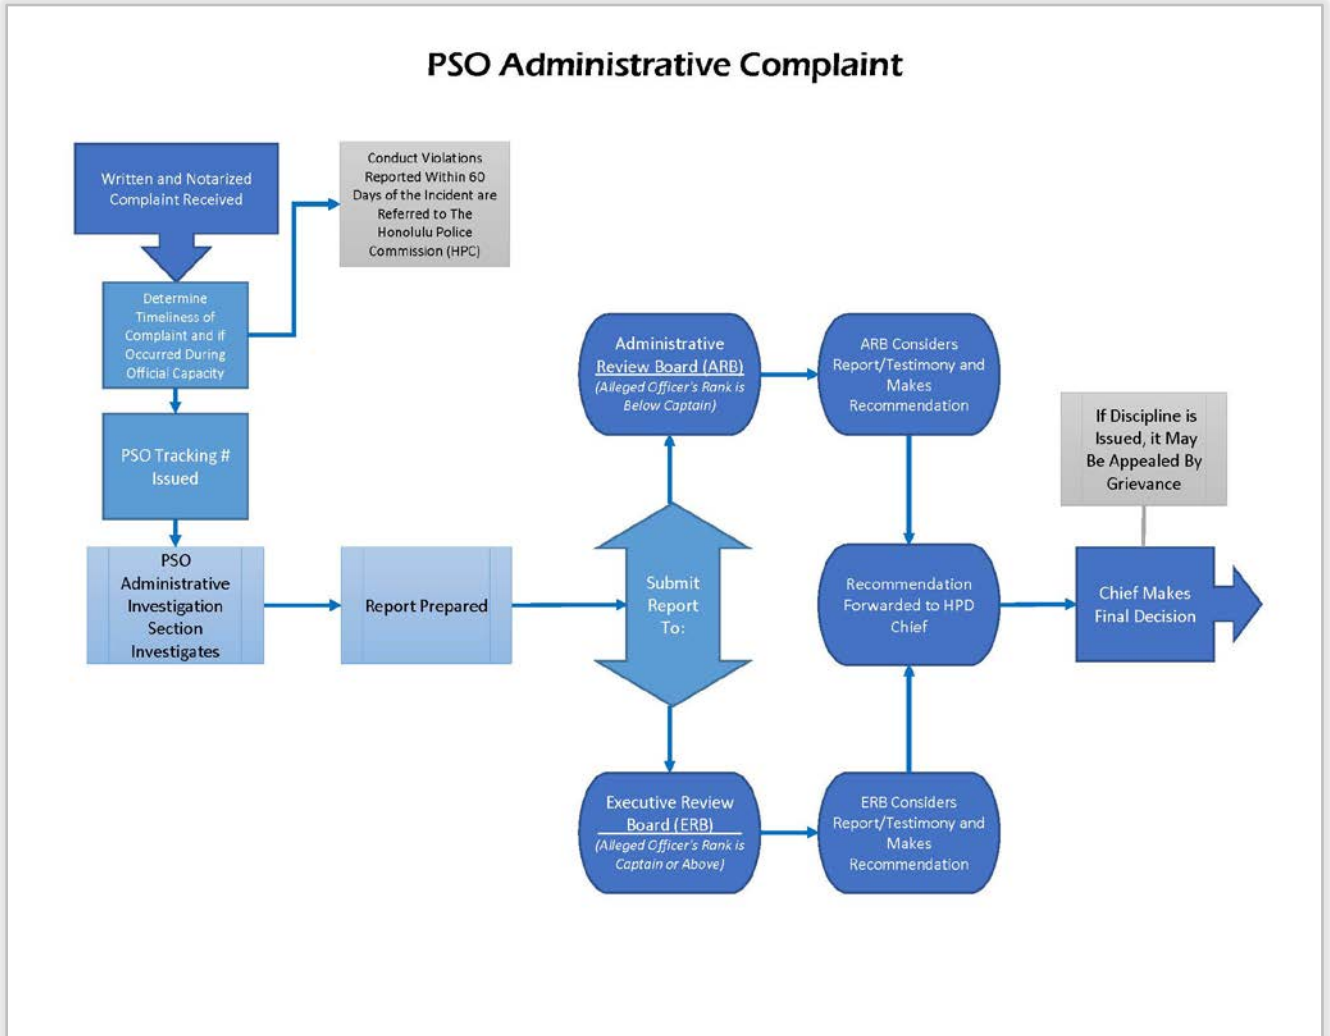 PSO Administrative Complaint
Written and Notarized
Complaint Received
Conduct Violations
Reported Within 60
Days of the Incident are
Referred to The
Honolulu Police
Commission (HPC)
Determine
Timeliness of
Complaint and if
Occurred During
Official Capacity
PSO Tracking #
Issued
PSO
Administrative
Investigation
Section
Investigates
Report Prepared
Submit
Report
To:
Administrative
Review Board (ARB)
(Alleged Officer's Rank is
Below Captain)
ARB Considers
Report/Testimony and
Makes
Recommendation
Executive Review
Board (ERB)
(Alleged Officer's Rank is
Captain or Above)
ERB Considers
Report/Testimony and
Makes
Recommendation
Recommendation
Forwarded to HPD
Chief
If Discipline is
Issued, it May
Be Appealed By
Grievance
Chief Makes
Final Decision